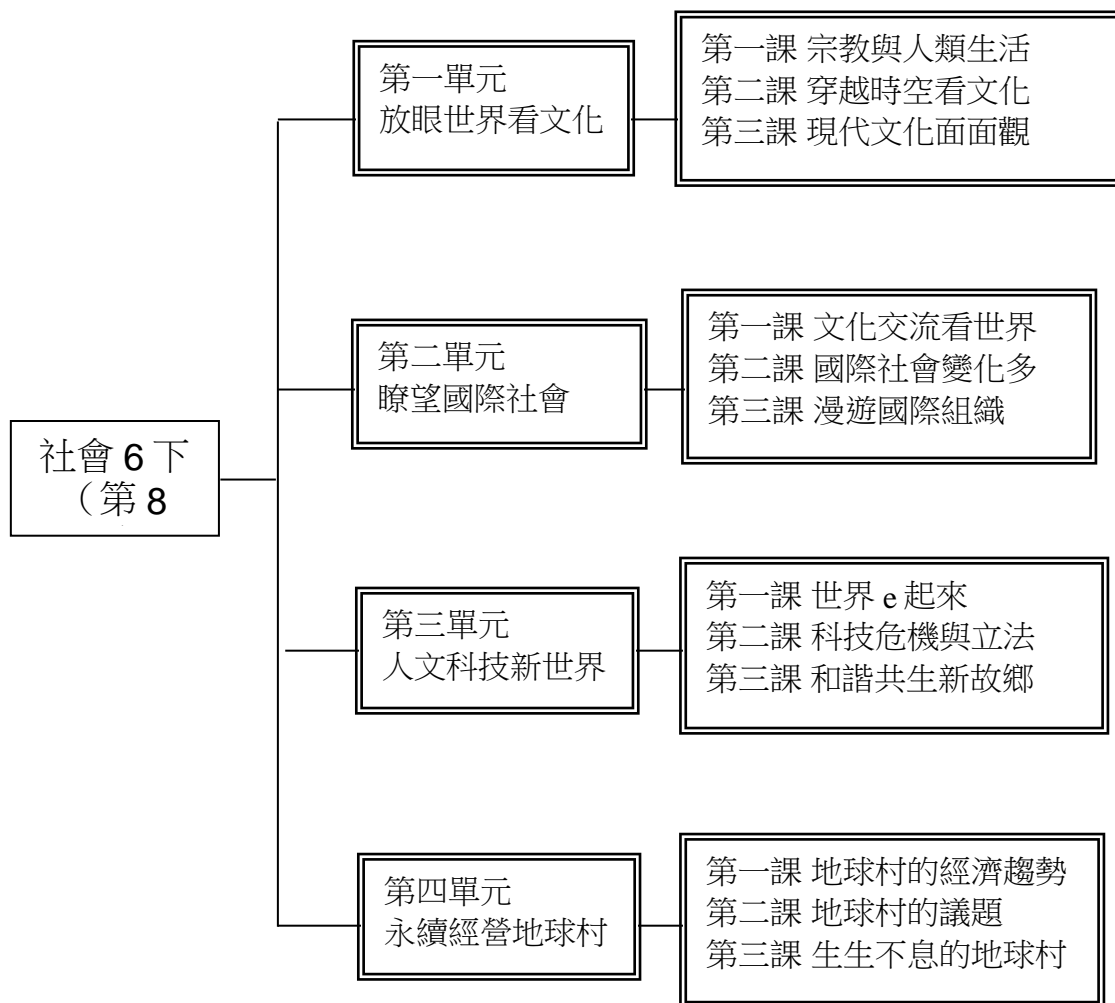 第一單元
放眼世界看文化
第一課 宗教與人類生活
第二課 穿越時空看文化
第三課 現代文化面面觀
第二單元
瞭望國際社會
第一課 文化交流看世界
第二課 國際社會變化多
第三課 漫遊國際組織
社會 6 下
（第 8
第三單元
人文科技新世界
第一課 世界 e 起來
第二課 科技危機與立法
第三課 和諧共生新故鄉
第四單元
永續經營地球村
第一課 地球村的經濟趨勢
第二課 地球村的議題
第三課 生生不息的地球村